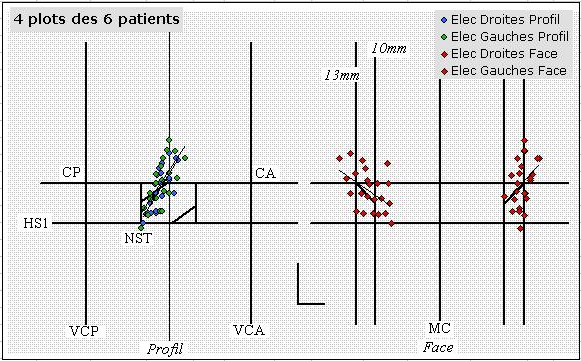 4 plots des 6 patients
Elec Droites Profil
Elec Gauches Profil
Elec Droites Face
Elec Gauches Face
10mm
13mm
CP
CA
HS1
NST
VCP
VCA
MC
Profil
Face